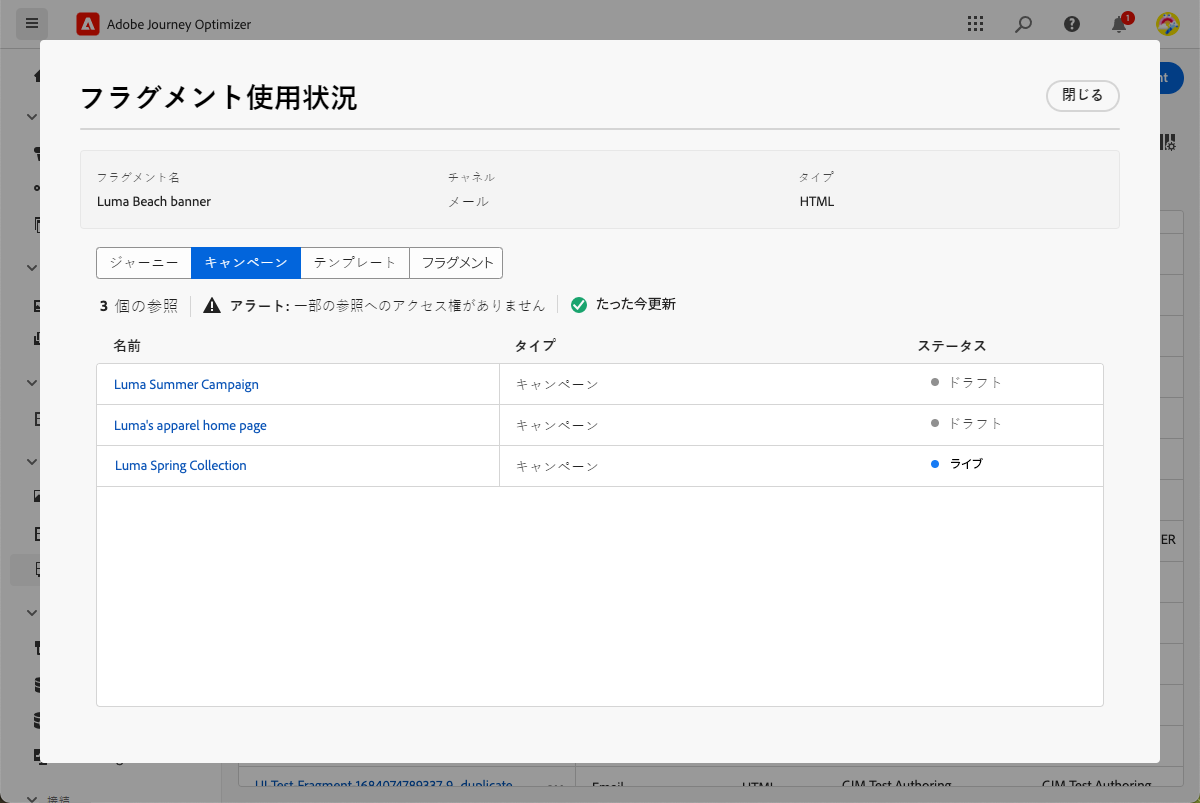 Adobe Journey Optimizer
1
フラグメント使用状況
閉じる
nt
フラグメント名
チャネル
タイプ
Luma Beach banner
メール
HTML
ジャーニー
キャンペーン
テンプレート
フラグメント
3 個の参照
アラート: 一部の参照へのアクセス権がありません
たった今更新
名前
タイプ
ステータス
Luma Summer Campaign
キャンペーン
ドラフト
Luma's apparel home page
キャンペーン
ドラフト
Luma Spring Collection
キャンペーン
ライブ
ER
UI Test Fragment 1684074789337-9_duplicate
Email
HTML
CJM Test Authoring
CJM Test Authoring
接続